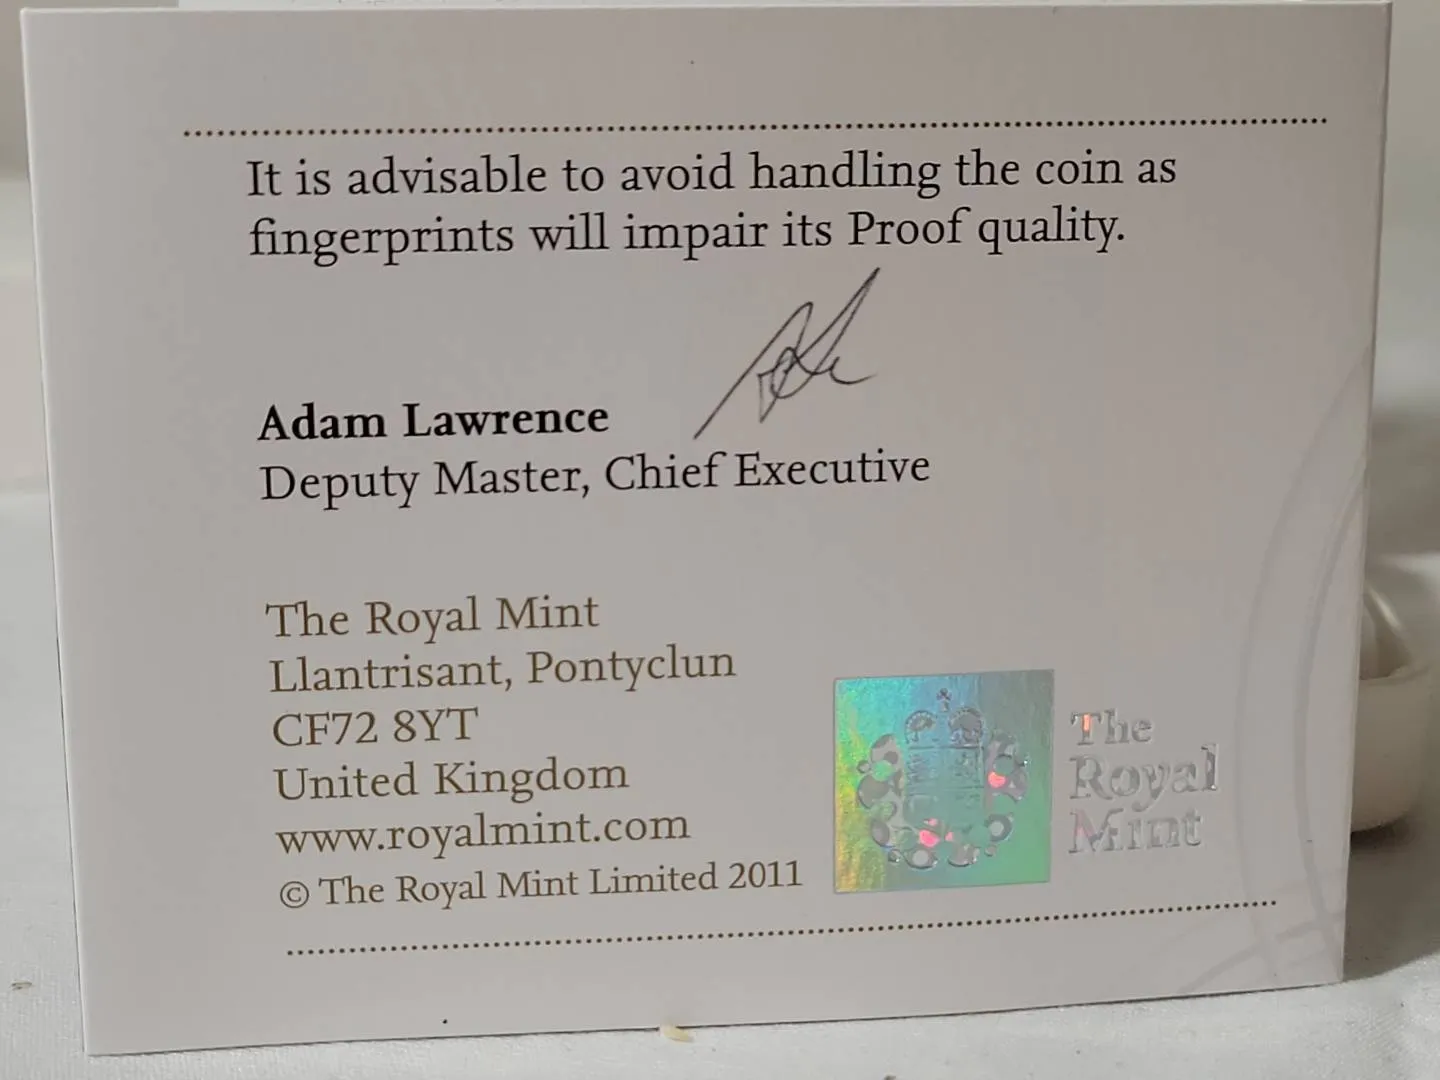 It is advisable to avoid handling the coin as
fingerprints will impair its Proof quality.
Adam Lawrence
Deputy Master, Chief Executive
The Royal Mint
Llantrisant, Pontyclun
CF72 8YT
United Kingdom
www.royalmint.com
© The Royal Mint Limited 2011
The
Royal
Mint